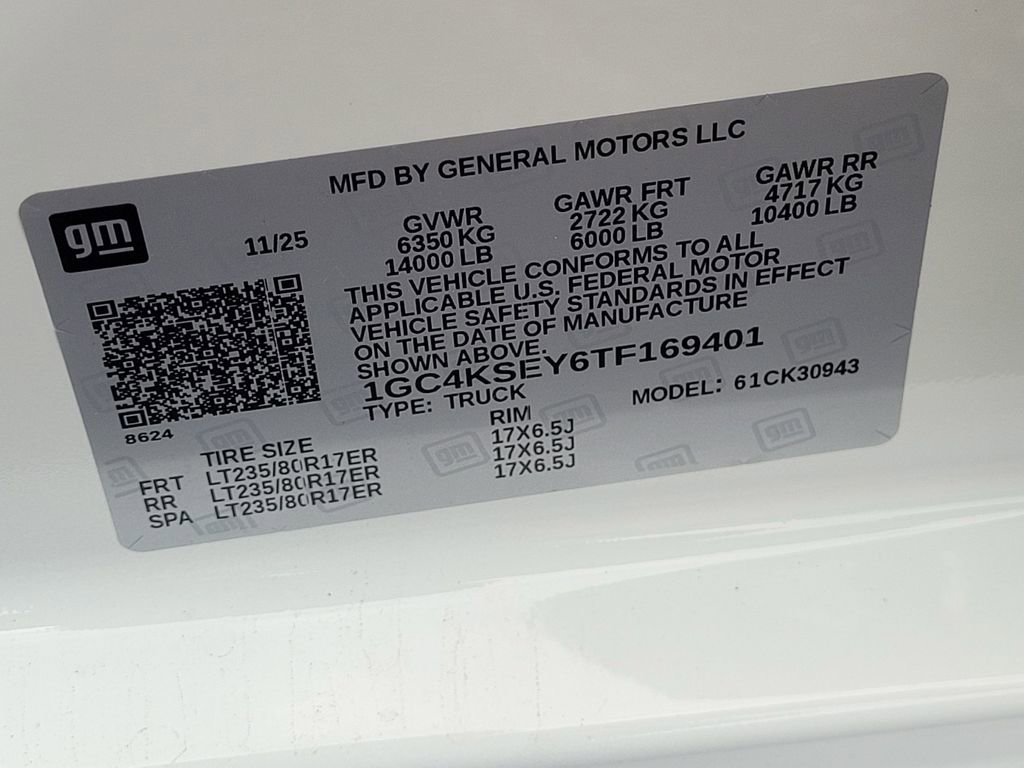 MFD BY GENERAL MOTORS LLC
gm
11/25
GVWR
6350 KG
14000 LB
GAWR FRT
2722 KG
6000 LB
GAWR RR
4717 KG
10400 LB
THIS VEHICLE CONFORMS TO ALL
APPLICABLE U.S. FEDERAL MOTOR
VEHICLE SAFETY STANDARDS IN EFFECT
ON THE DATE OF MANUFACTURE
SHOWN ABOVE.
1GC4KSEY6TF169401
TYPE: TRUCK
MODEL: 61CK30943
8624
TIRE SIZE RIM
FRT LT235/80R17ER 17X6.5J
RR LT235/80R17ER 17X6.5J
SPA LT235/80R17ER 17X6.5J